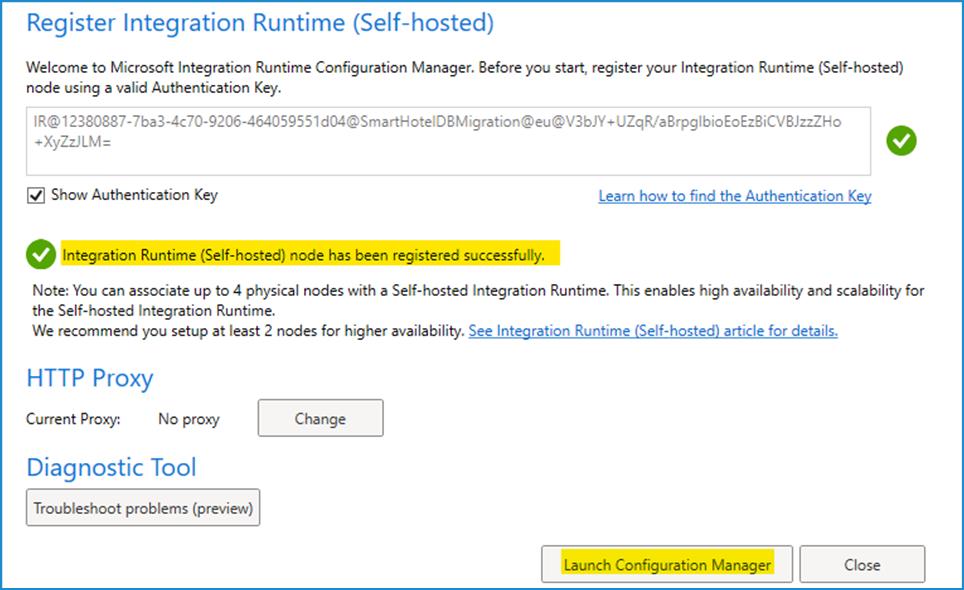 Register Integration Runtime (Self-hosted)
Welcome to Microsoft Integration Runtime Configuration Manager. Before you start, register your Integration Runtime (Self-hosted)
node using a valid Authentication Key.
IR@12380887-7ba3-4c70-9206-464059551d04@SmartHotelDBMigration@eu@V3bJY+UZqR/aBrpgIbioEoEzBiCVBJzzZHo
+XyZzJLM=
Show Authentication Key
Learn how to find the Authentication Key
Integration Runtime (Self-hosted) node has been registered successfully.
Note: You can associate up to 4 physical nodes with a Self-hosted Integration Runtime. This enables high availability and scalability for
the Self-hosted Integration Runtime.
We recommend you setup at least 2 nodes for higher availability. See Integration Runtime (Self-hosted) article for details.
HTTP Proxy
Current Proxy: No proxy Change
Diagnostic Tool
Troubleshoot problems (preview)
Launch Configuration Manager Close